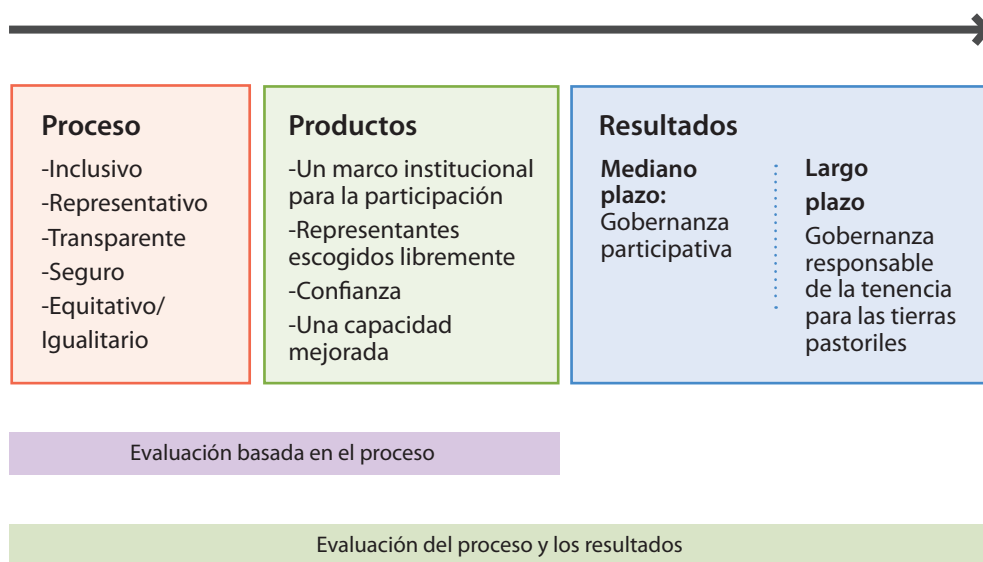 Proceso
-Inclusivo
-Representativo
-Transparente
-Seguro
-Equitativo/
Igualitario
Productos
-Un marco institucional
para la participación
-Representantes
escogidos libremente
-Confianza
-Una capacidad
mejorada
Resultados
Mediano
plazo:
Gobernanza
participativa
Largo
plazo
Gobernanza
responsable
de la tenencia
para las tierras
pastoriles
Evaluación basada en el proceso
Evaluación del proceso y los resultados